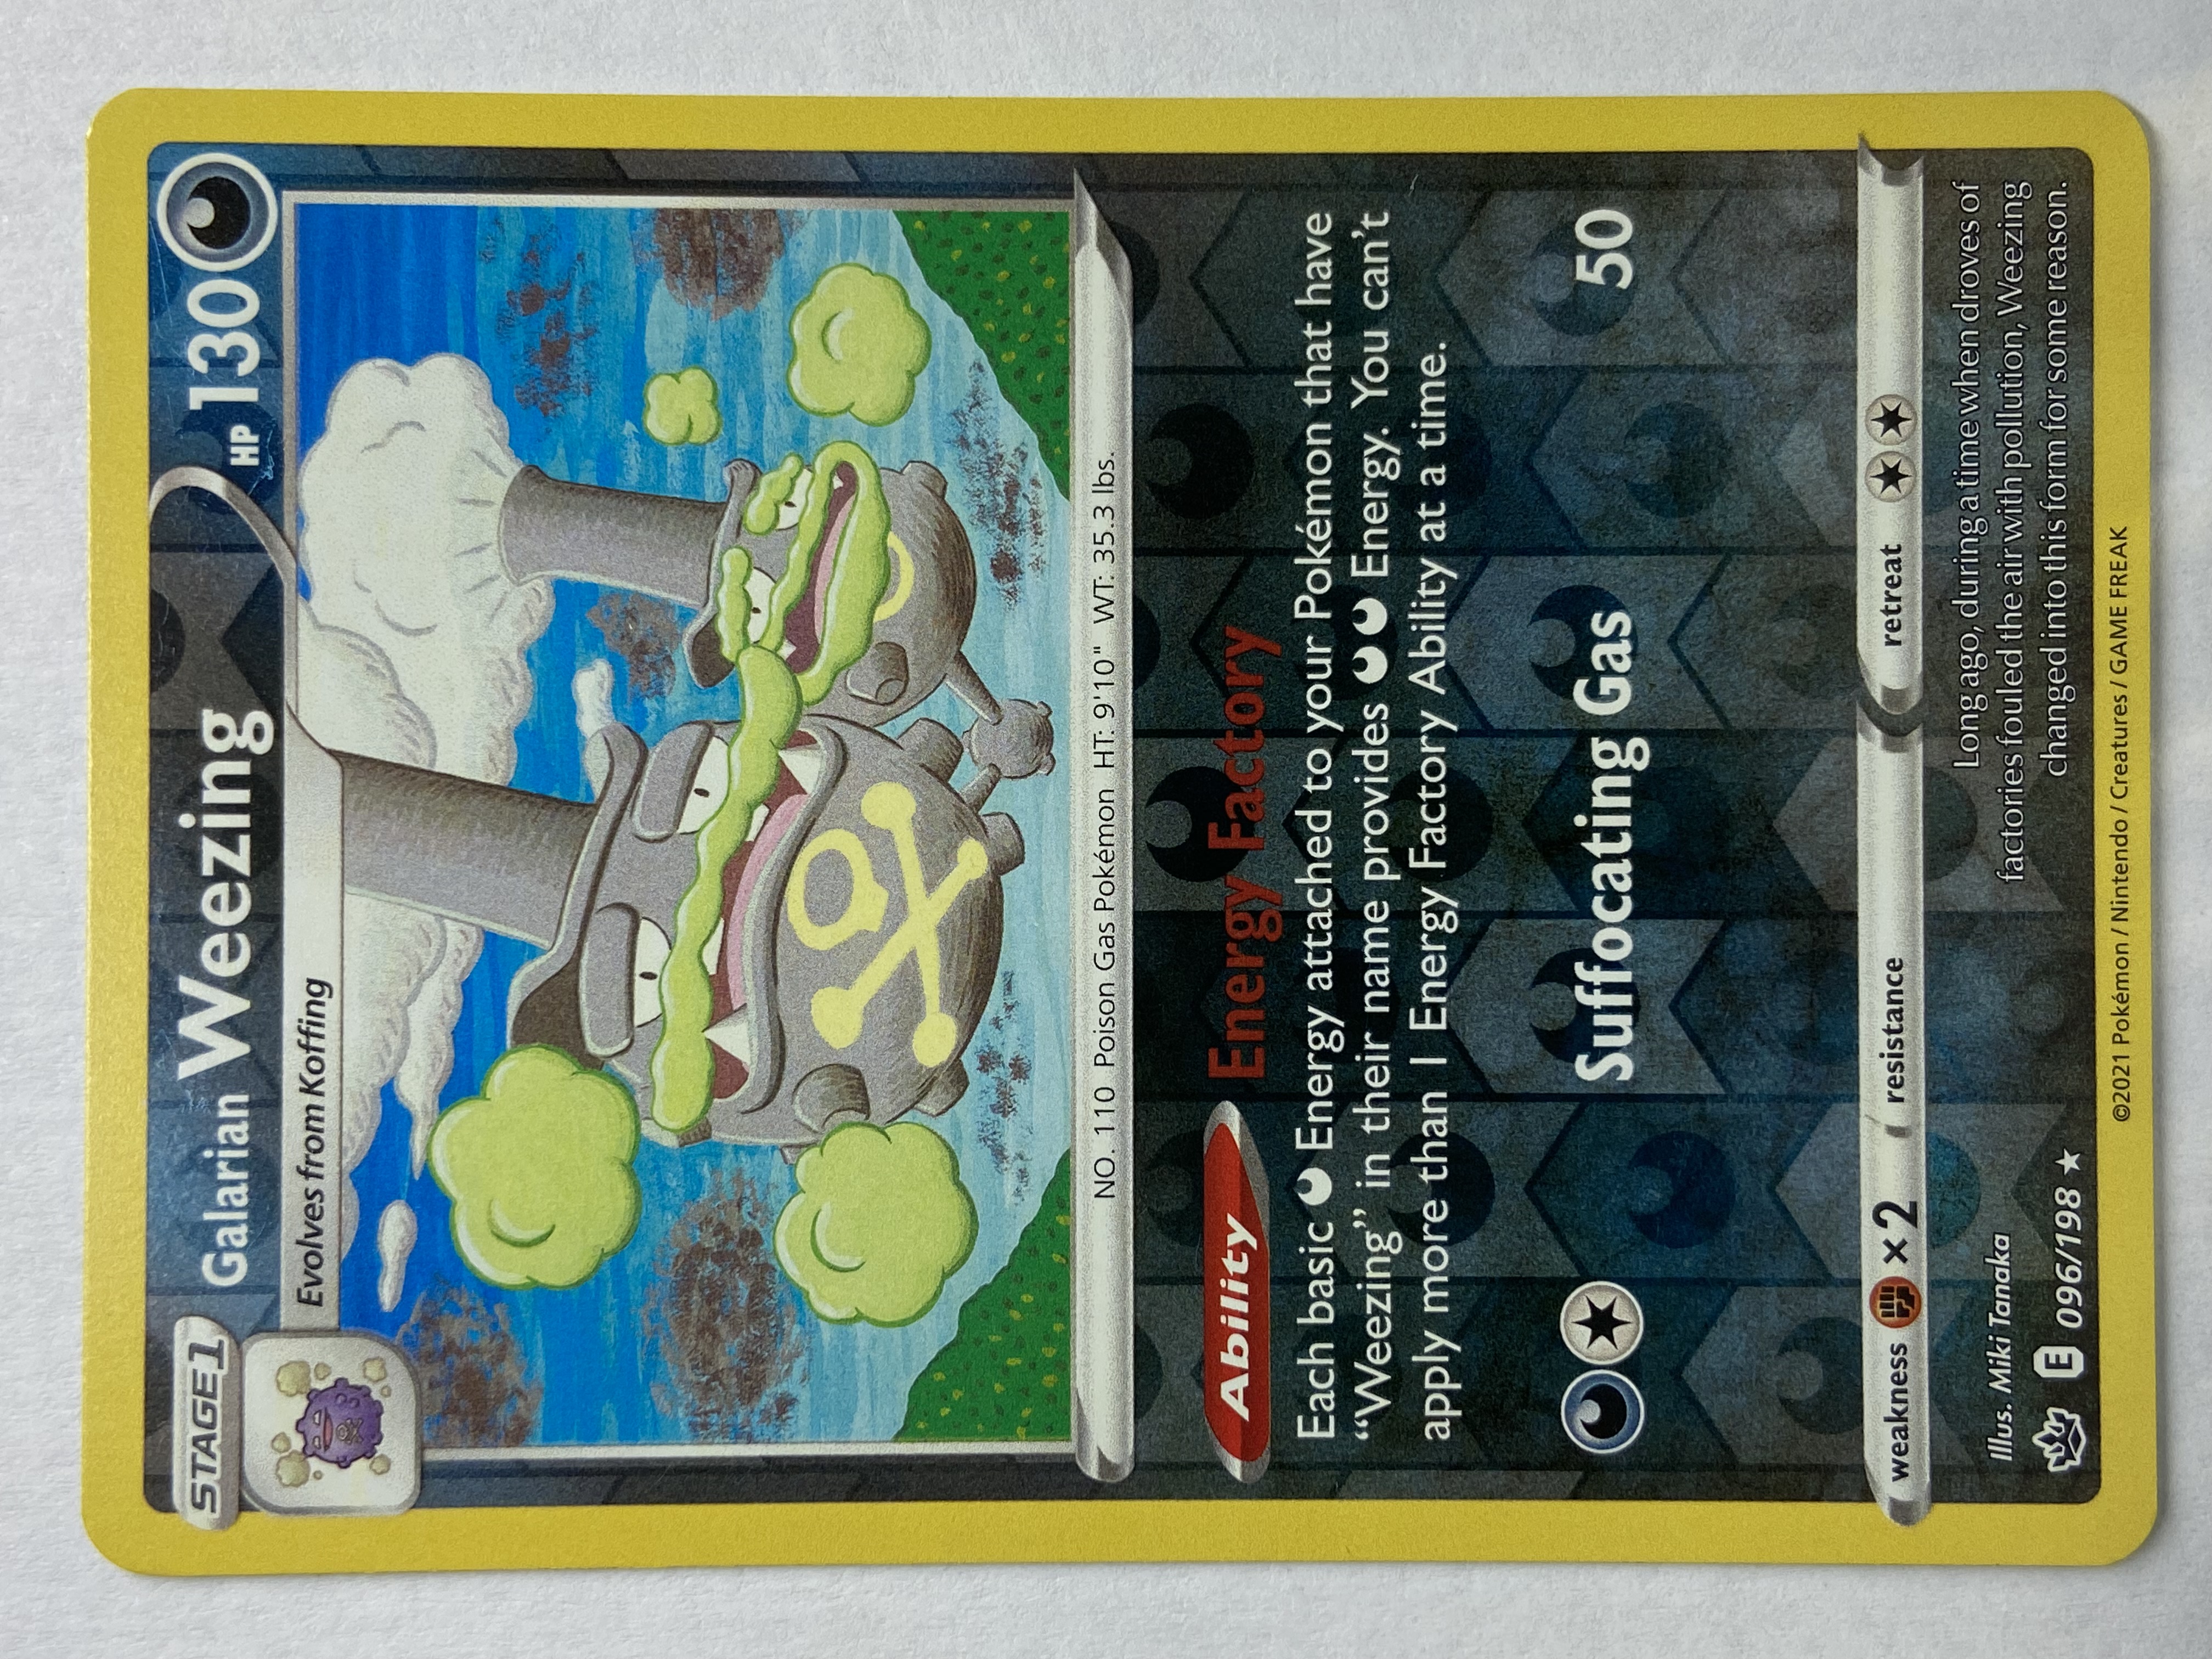 STAGE 1
Galarian Weezing
HP 130
Evolves from Koffing
NO. 110 Poison Gas Pokémon HT: 9'10" WT: 35.3 lbs.
Ability Energy Factory
Each basic Energy attached to your Pokémon that have
“Weezing” in their name provides Energy. You can’t
apply more than 1 Energy Factory Ability at a time.
Suffocating Gas 50
weakness ×2 resistance retreat
Long ago, during a time when droves of
factories fouled the air with pollution, Weezing
changed into this form for some reason.
Illus. Miki Tanaka
E 096/198 ★
©2021 Pokémon / Nintendo / Creatures / GAME FREAK